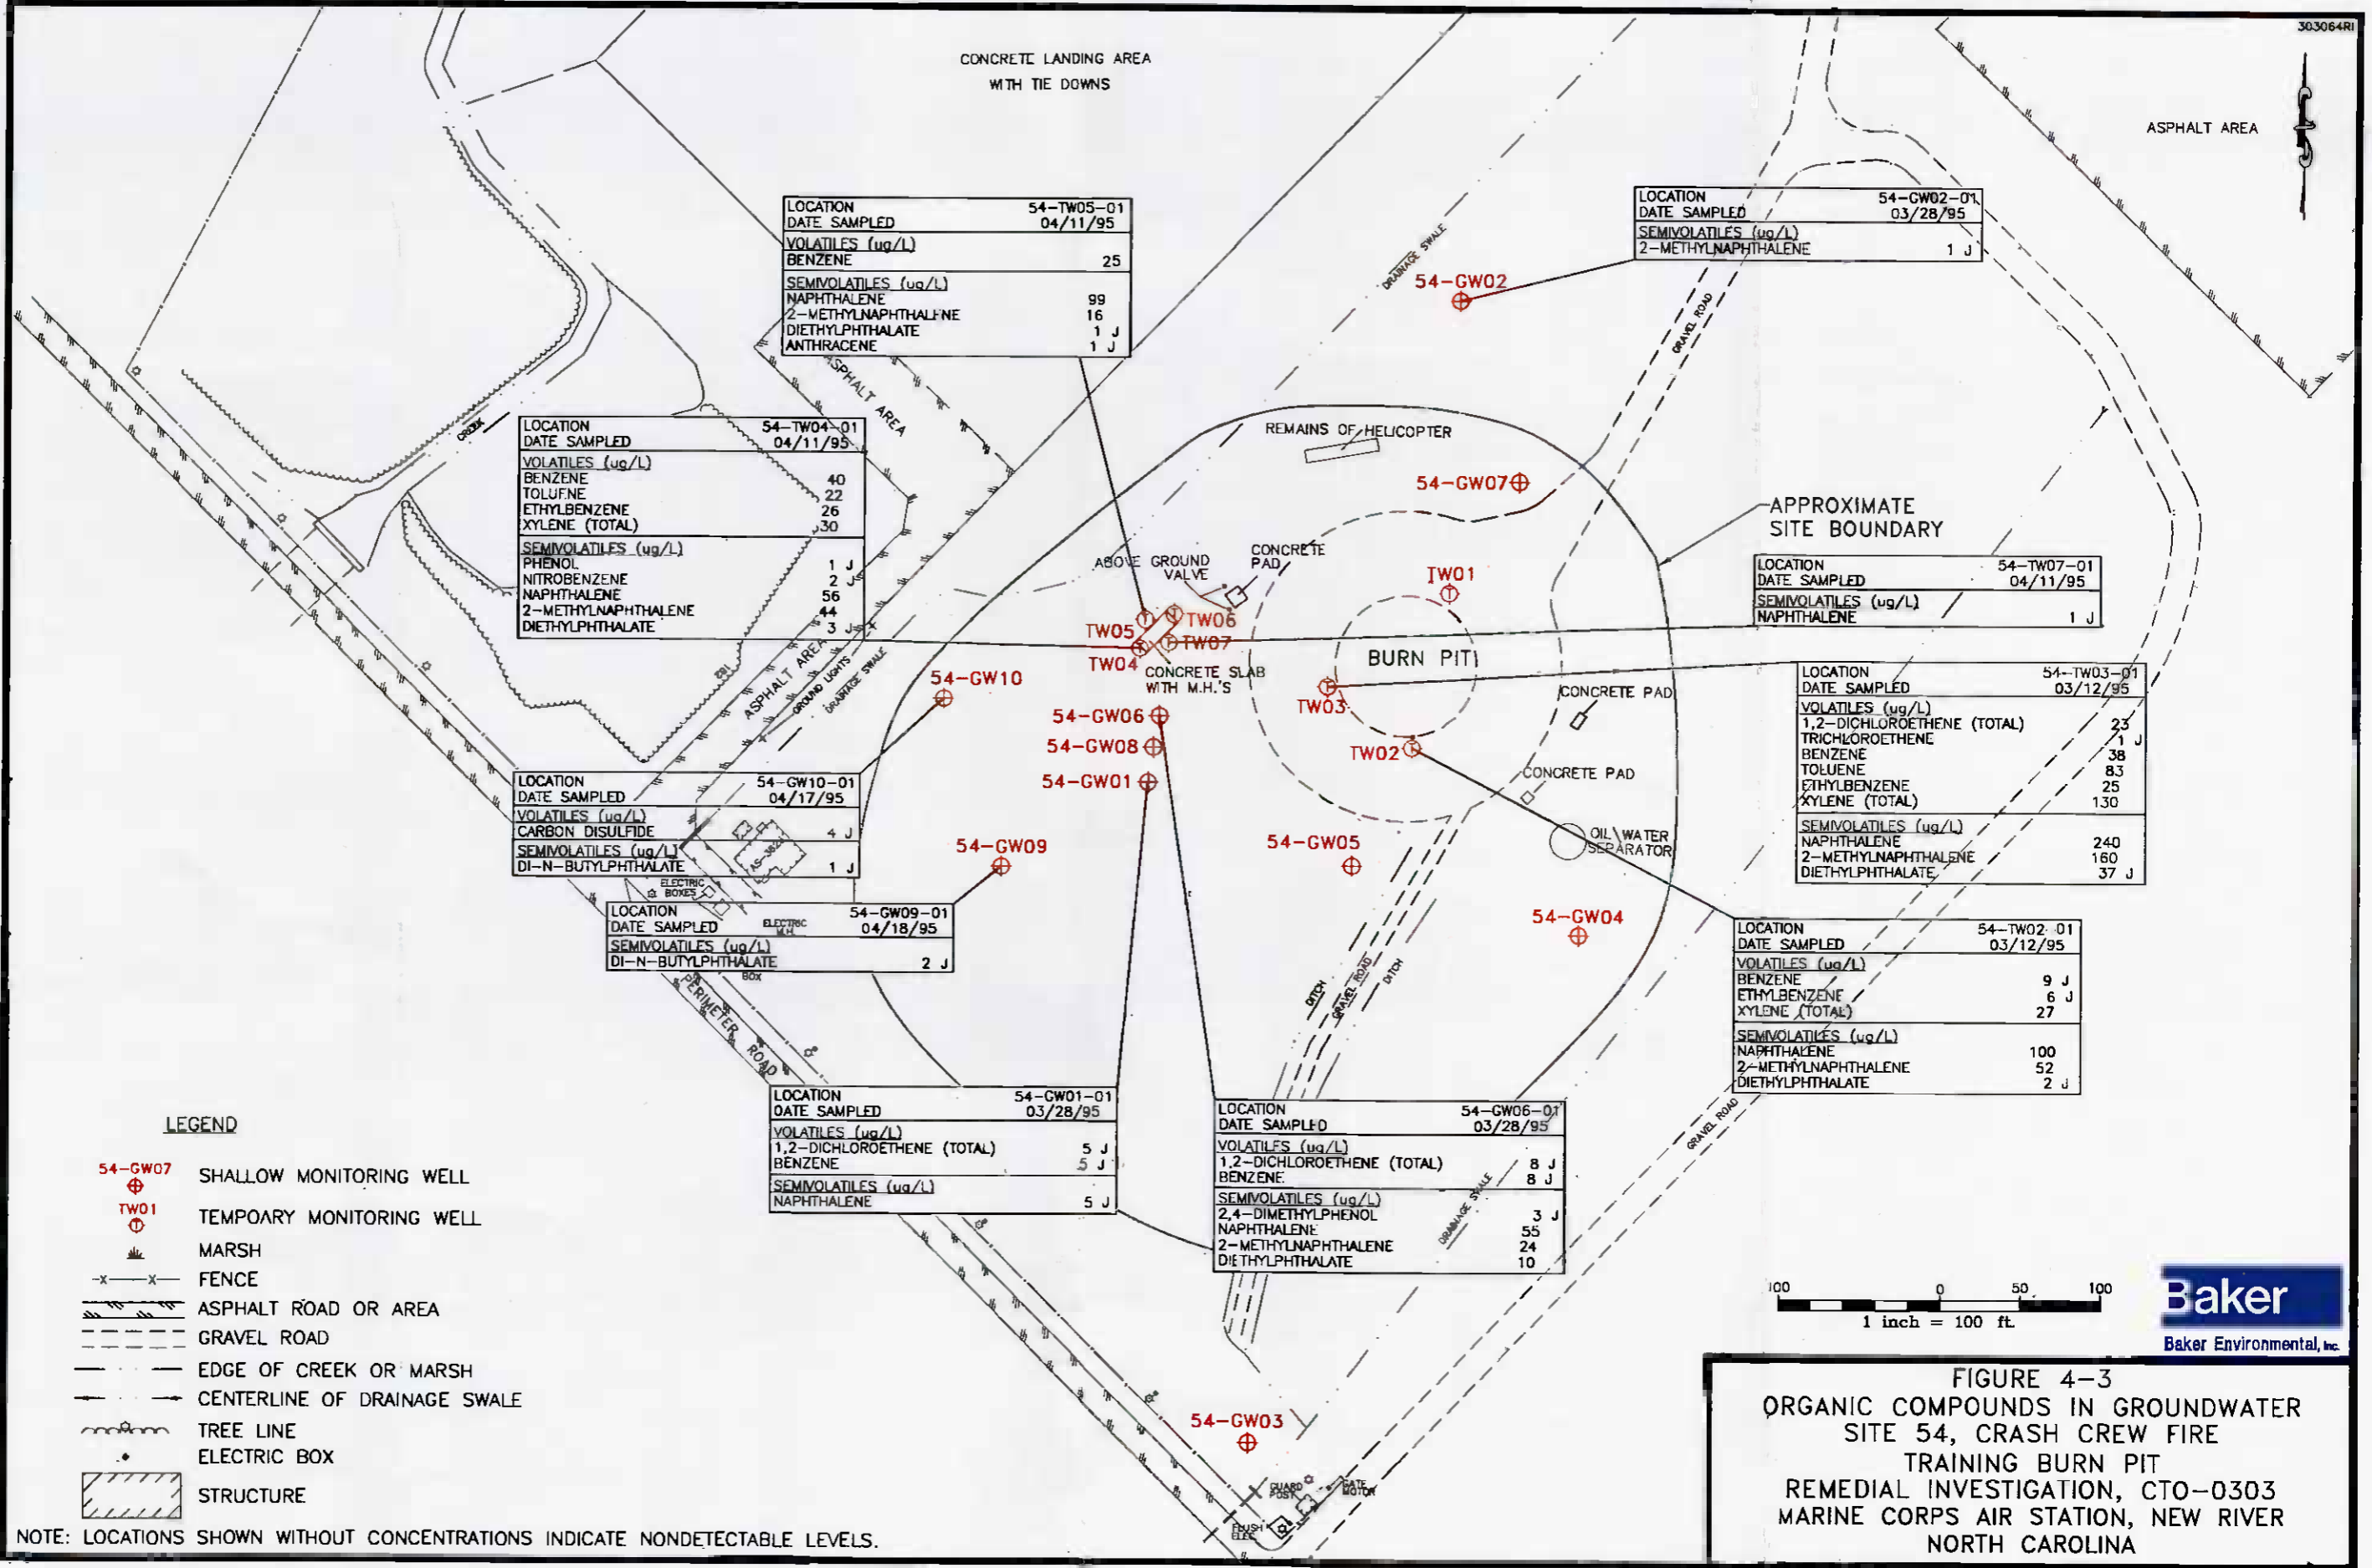 303064RI
CONCRETE LANDING AREA
WITH TIE DOWNS
ASPHALT AREA
LOCATION 54-TW05-01
DATE SAMPLED 04/11/95
VOLATILES (ug/L)
BENZENE 25
SEMIVOLATILES (ug/L)
NAPHTHALENE 99
2-METHYLNAPHTHALENE 16
DIETHYLPHTHALATE 1 J
ANTHRACENE 1 J
LOCATION 54-GW02-01
DATE SAMPLED 03/28/95
SEMIVOLATILES (ug/L)
2-METHYLNAPHTHALENE 1 J
DRAINAGE SWALE
54-GW02
GRAVEL ROAD
ASPHALT AREA
CREEK
LOCATION 54-TW04-01
DATE SAMPLED 04/11/95
VOLATILES (ug/L)
BENZENE 40
TOLUENE 22
ETHYLBENZENE 26
XYLENE (TOTAL) 30
SEMIVOLATILES (ug/L)
PHENOL 1 J
NITROBENZENE 2 J
NAPHTHALENE 56
2-METHYLNAPHTHALENE 44
DIETHYLPHTHALATE 3 J
REMAINS OF HELICOPTER
54-GW07
APPROXIMATE
SITE BOUNDARY
ABOVE GROUND
VALVE
CONCRETE
PAD
TW01
LOCATION 54-TW07-01
DATE SAMPLED 04/11/95
SEMIVOLATILES (ug/L)
NAPHTHALENE 1 J
TW05
TW06
TW07
TW04
CONCRETE SLAB
WITH M.H.'S
BURN PIT
ASPHALT AREA
GROUND LIGHTS
DRAINAGE SWALE
54-GW10
TW03
CONCRETE PAD
LOCATION 54-TW03-01
DATE SAMPLED 03/12/95
VOLATILES (ug/L)
1,2-DICHLOROETHENE (TOTAL) 23
TRICHLOROETHENE 1 J
BENZENE 38
TOLUENE 83
ETHYLBENZENE 25
XYLENE (TOTAL) 130
SEMIVOLATILES (ug/L)
NAPHTHALENE 240
2-METHYLNAPHTHALENE 160
DIETHYLPHTHALATE 37 J
54-GW06
54-GW08
54-GW01
TW02
CONCRETE PAD
LOCATION 54-GW10-01
DATE SAMPLED 04/17/95
VOLATILES (ug/L)
CARBON DISULFIDE 4 J
SEMIVOLATILES (ug/L)
DI-N-BUTYLPHTHALATE 1 J
ELECTRIC
BOXES
54-GW09
54-GW05
OIL\WATER
SEPARATOR
54-GW04
LOCATION 54-GW09-01
DATE SAMPLED 04/18/95
SEMIVOLATILES (ug/L)
DI-N-BUTYLPHTHALATE 2 J
ELECTRIC
M.H.
BOX
PERIMETER ROAD
DITCH
GRAVEL ROAD
DITCH
LOCATION 54-TW02-01
DATE SAMPLED 03/12/95
VOLATILES (ug/L)
BENZENE 9 J
ETHYLBENZENE 6 J
XYLENE (TOTAL) 27
SEMIVOLATILES (ug/L)
NAPHTHALENE 100
2-METHYLNAPHTHALENE 52
DIETHYLPHTHALATE 2 J
GRAVEL ROAD
LOCATION 54-GW01-01
DATE SAMPLED 03/28/95
VOLATILES (ug/L)
1,2-DICHLOROETHENE (TOTAL) 5 J
BENZENE 5 J
SEMIVOLATILES (ug/L)
NAPHTHALENE 5 J
LOCATION 54-GW06-01
DATE SAMPLED 03/28/95
VOLATILES (ug/L)
1,2-DICHLOROETHENE (TOTAL) 8 J
BENZENE 8 J
SEMIVOLATILES (ug/L)
2,4-DIMETHYLPHENOL 3 J
NAPHTHALENE 55
2-METHYLNAPHTHALENE 24
DIETHYLPHTHALATE 10
DRAINAGE SWALE
54-GW03
GUARD
POST
GATE
MOTOR
LEGEND
54-GW07 SHALLOW MONITORING WELL
TW01 TEMPOARY MONITORING WELL
MARSH
-X——X— FENCE
ASPHALT ROAD OR AREA
GRAVEL ROAD
EDGE OF CREEK OR MARSH
CENTERLINE OF DRAINAGE SWALE
TREE LINE
ELECTRIC BOX
STRUCTURE
NOTE: LOCATIONS SHOWN WITHOUT CONCENTRATIONS INDICATE NONDETECTABLE LEVELS.
100 0 50 100
1 inch = 100 ft.
Baker
Baker Environmental, Inc.
FIGURE 4-3
ORGANIC COMPOUNDS IN GROUNDWATER
SITE 54, CRASH CREW FIRE
TRAINING BURN PIT
REMEDIAL INVESTIGATION, CTO-0303
MARINE CORPS AIR STATION, NEW RIVER
NORTH CAROLINA